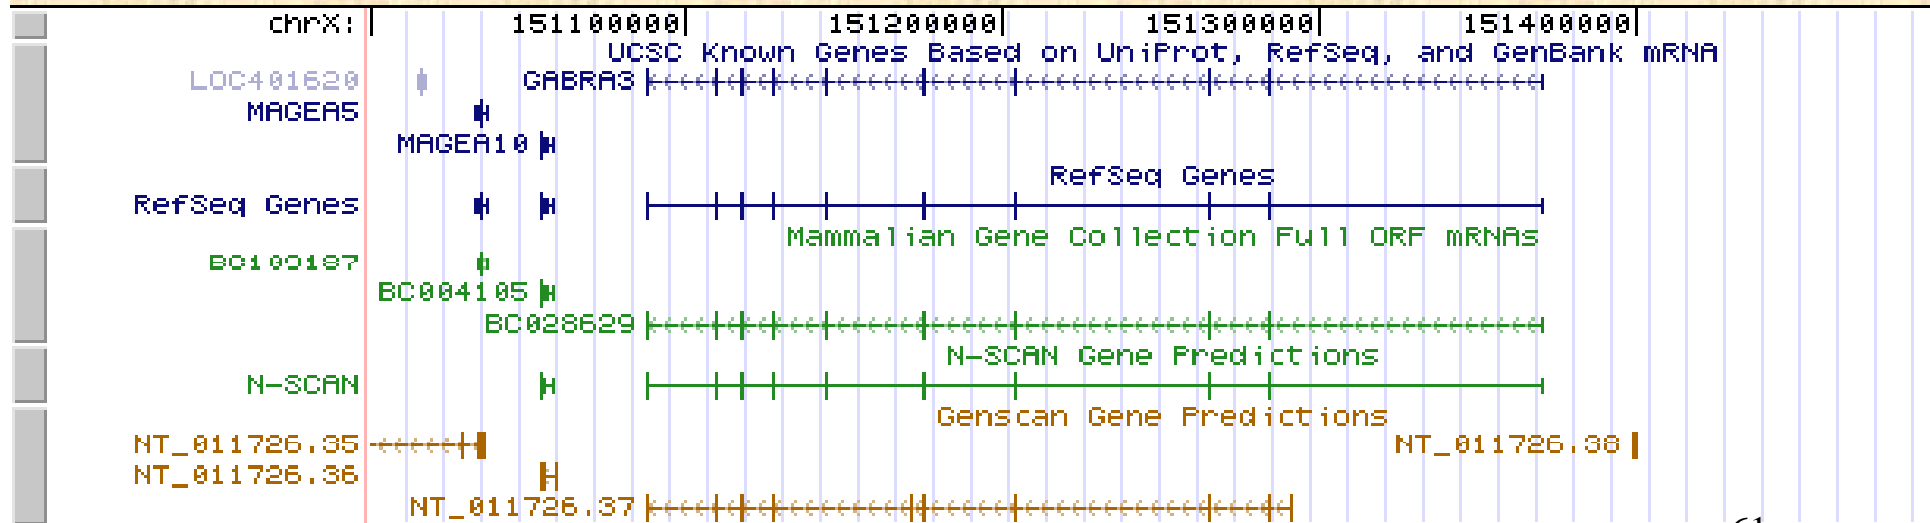 chrX: 151100000 151200000 151300000 151400000
UCSC Known Genes Based on UniProt, RefSeq, and GenBank mRNA
LOC401620 GABRA3
MAGEA5
MAGEA10
RefSeq Genes
RefSeq Genes
Mammalian Gene Collection Full ORF mRNAs
BC004105
BC028629
N-SCAN Gene Predictions
N-SCAN
Genscan Gene Predictions
NT_011726.35 NT_011726.38
NT_011726.36
NT_011726.37
61